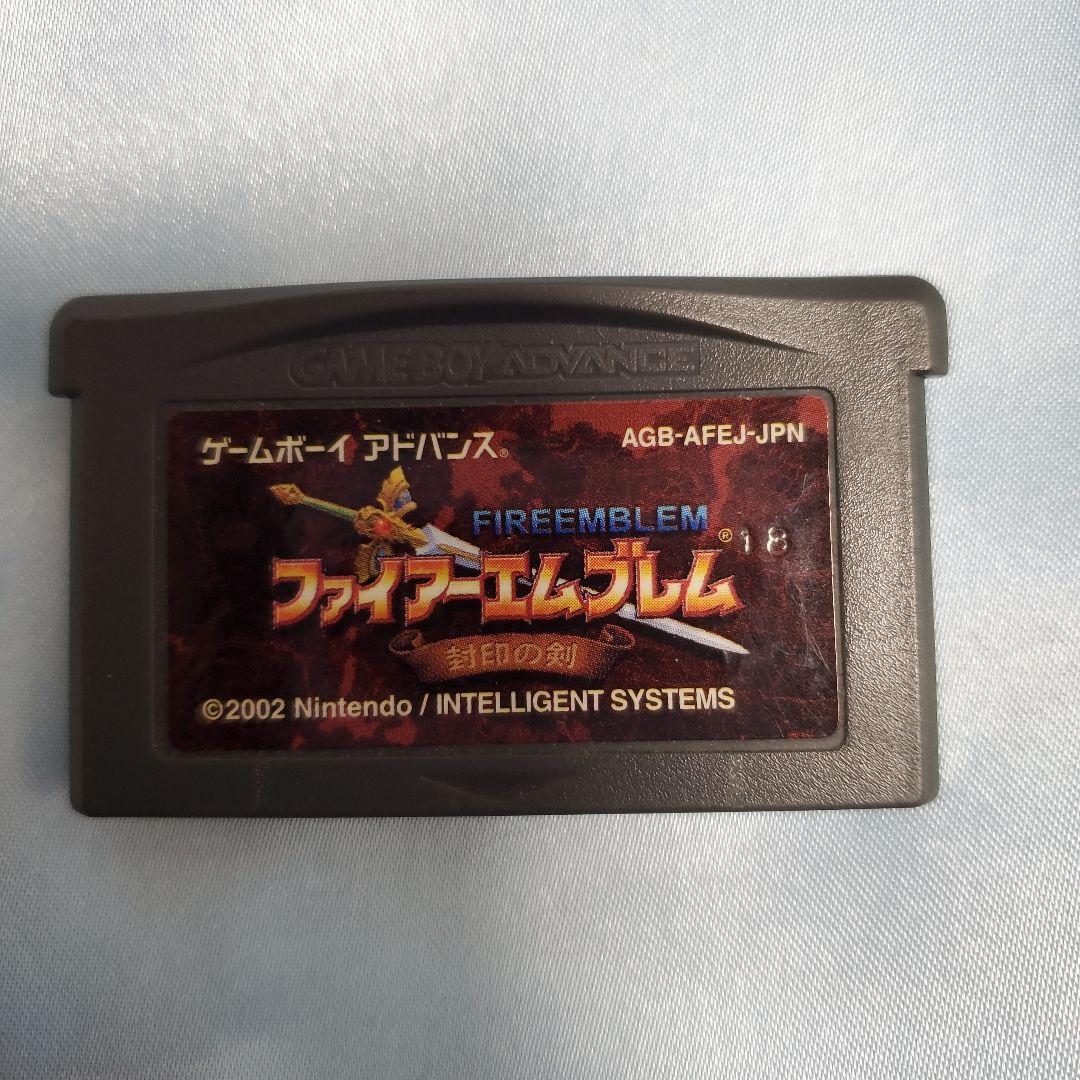 GAME BOY ADVANCE
ゲームボーイ アドバンス®
AGB-AFEJ-JPN
FIREEMBLEM
ファイアーエムブレム®
18
封印の剣
©2002 Nintendo / INTELLIGENT SYSTEMS